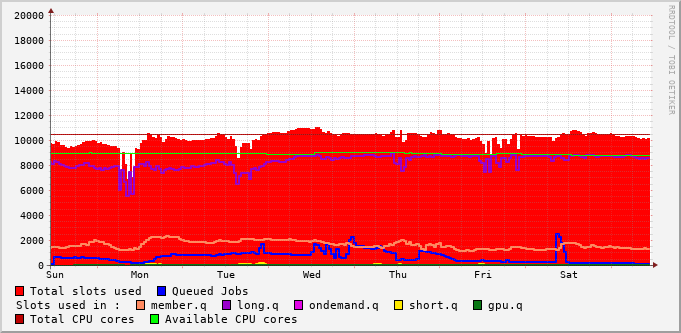 20000
18000
16000
14000
12000
10000
8000
6000
4000
2000
0
Sun Mon Tue Wed Thu Fri Sat
Total slots used Queued Jobs
Slots used in : member.q long.q ondemand.q short.q gpu.q
Total CPU cores Available CPU cores
RRDTOOL / TOBI OETIKER